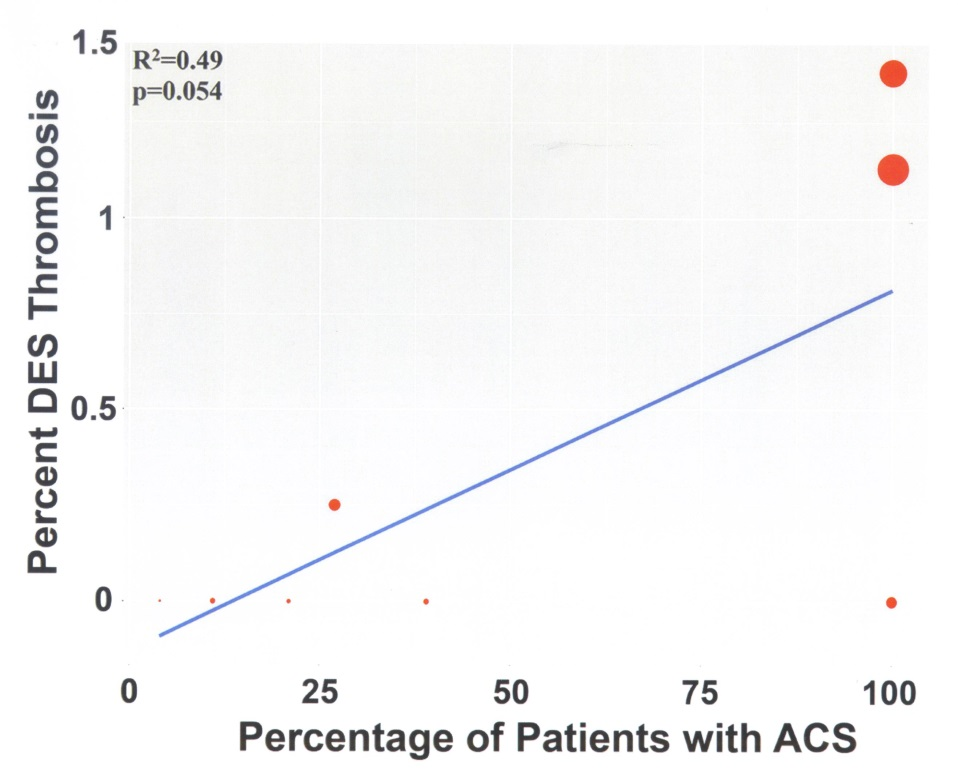 1.5
R²=0.49
p=0.054
1
0.5
0
Percent DES Thrombosis
0 25 50 75 100
Percentage of Patients with ACS